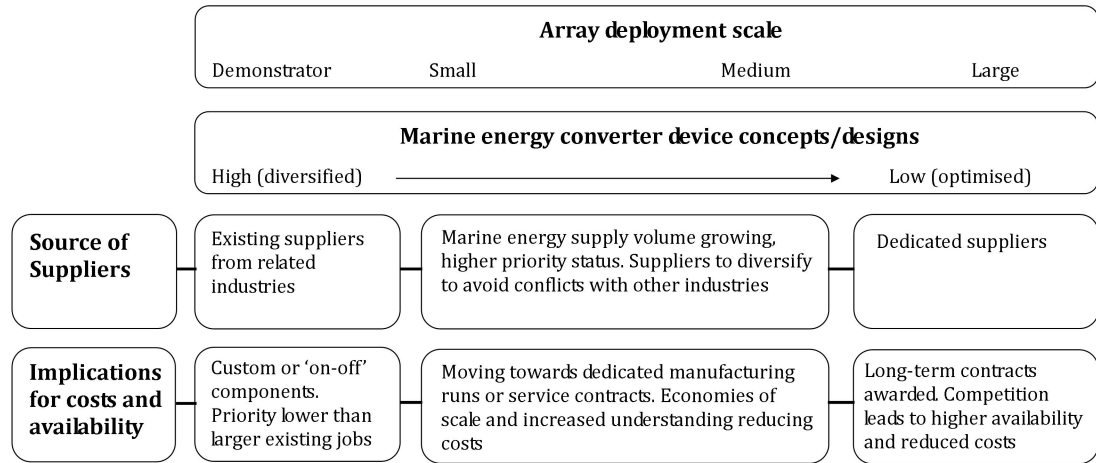 Array deployment scale
Demonstrator Small Medium Large
Marine energy converter device concepts/designs
High (diversified) Low (optimised)
Source of
Suppliers
Existing suppliers
from related
industries
Marine energy supply volume growing,
higher priority status. Suppliers to diversify
to avoid conflicts with other industries
Dedicated suppliers
Implications
for costs and
availability
Custom or ‘on-off’
components.
Priority lower than
larger existing jobs
Moving towards dedicated manufacturing
runs or service contracts. Economies of
scale and increased understanding reducing
costs
Long-term contracts
awarded. Competition
leads to higher availability
and reduced costs